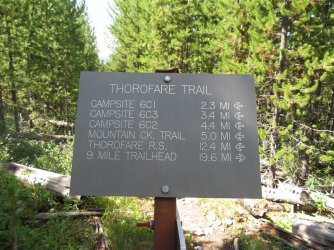 THOROFARE TRAIL
CAMPSITE 6C1 2.3 MI ←
CAMPSITE 6C3 3.4 MI ←
CAMPSITE 6C2 4.4 MI ←
MOUNTAIN CK. TRAIL 5.0 MI ←
THOROFARE R.S. 12.4 MI ←
9 MILE TRAILHEAD 19.6 MI →